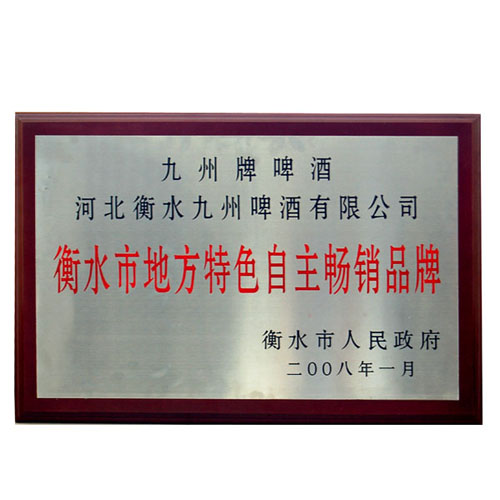 九州牌啤酒
河北衡水九州啤酒有限公司
衡水市地方特色自主畅销品牌
衡水市人民政府
二00八年一月